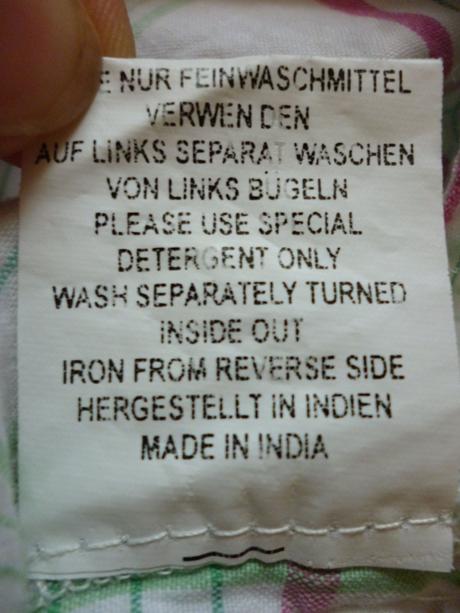 NUR FEINWASCHMITTEL
VERWEN DEN
AUF LINKS SEPARAT WASCHEN
VON LINKS BÜGELN
PLEASE USE SPECIAL
DETERGENT ONLY
WASH SEPARATELY TURNED
INSIDE OUT
IRON FROM REVERSE SIDE
HERGESTELLT IN INDIEN
MADE IN INDIA